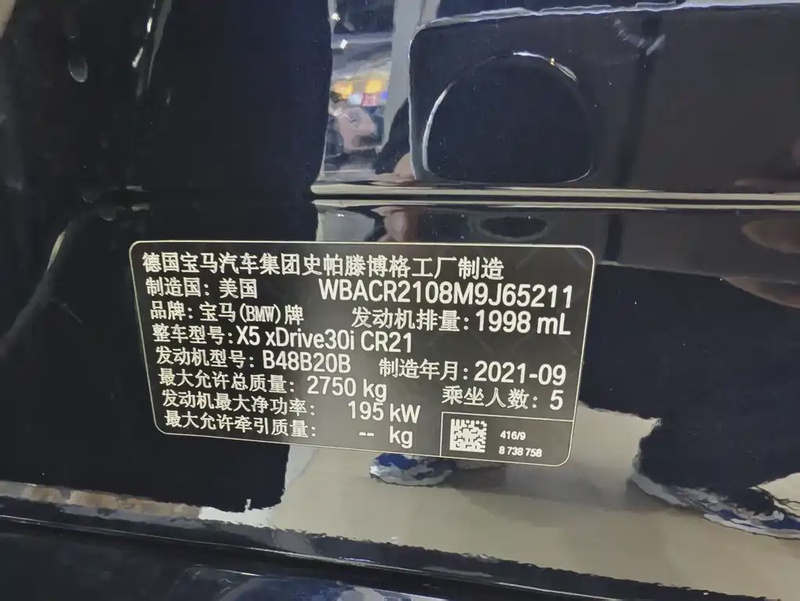 德国宝马汽车集团史帕滕博格工厂制造
制造国: 美国 WBACR2108M9J65211
品牌: 宝马(BMW)牌 发动机排量: 1998 mL
整车型号: X5 xDrive30i CR21
发动机型号: B48B20B 制造年月: 2021-09
最大允许总质量: 2750 kg 乘坐人数: 5
发动机最大净功率: 195 kW
最大允许牵引质量: -- kg
416/9
8 738 758